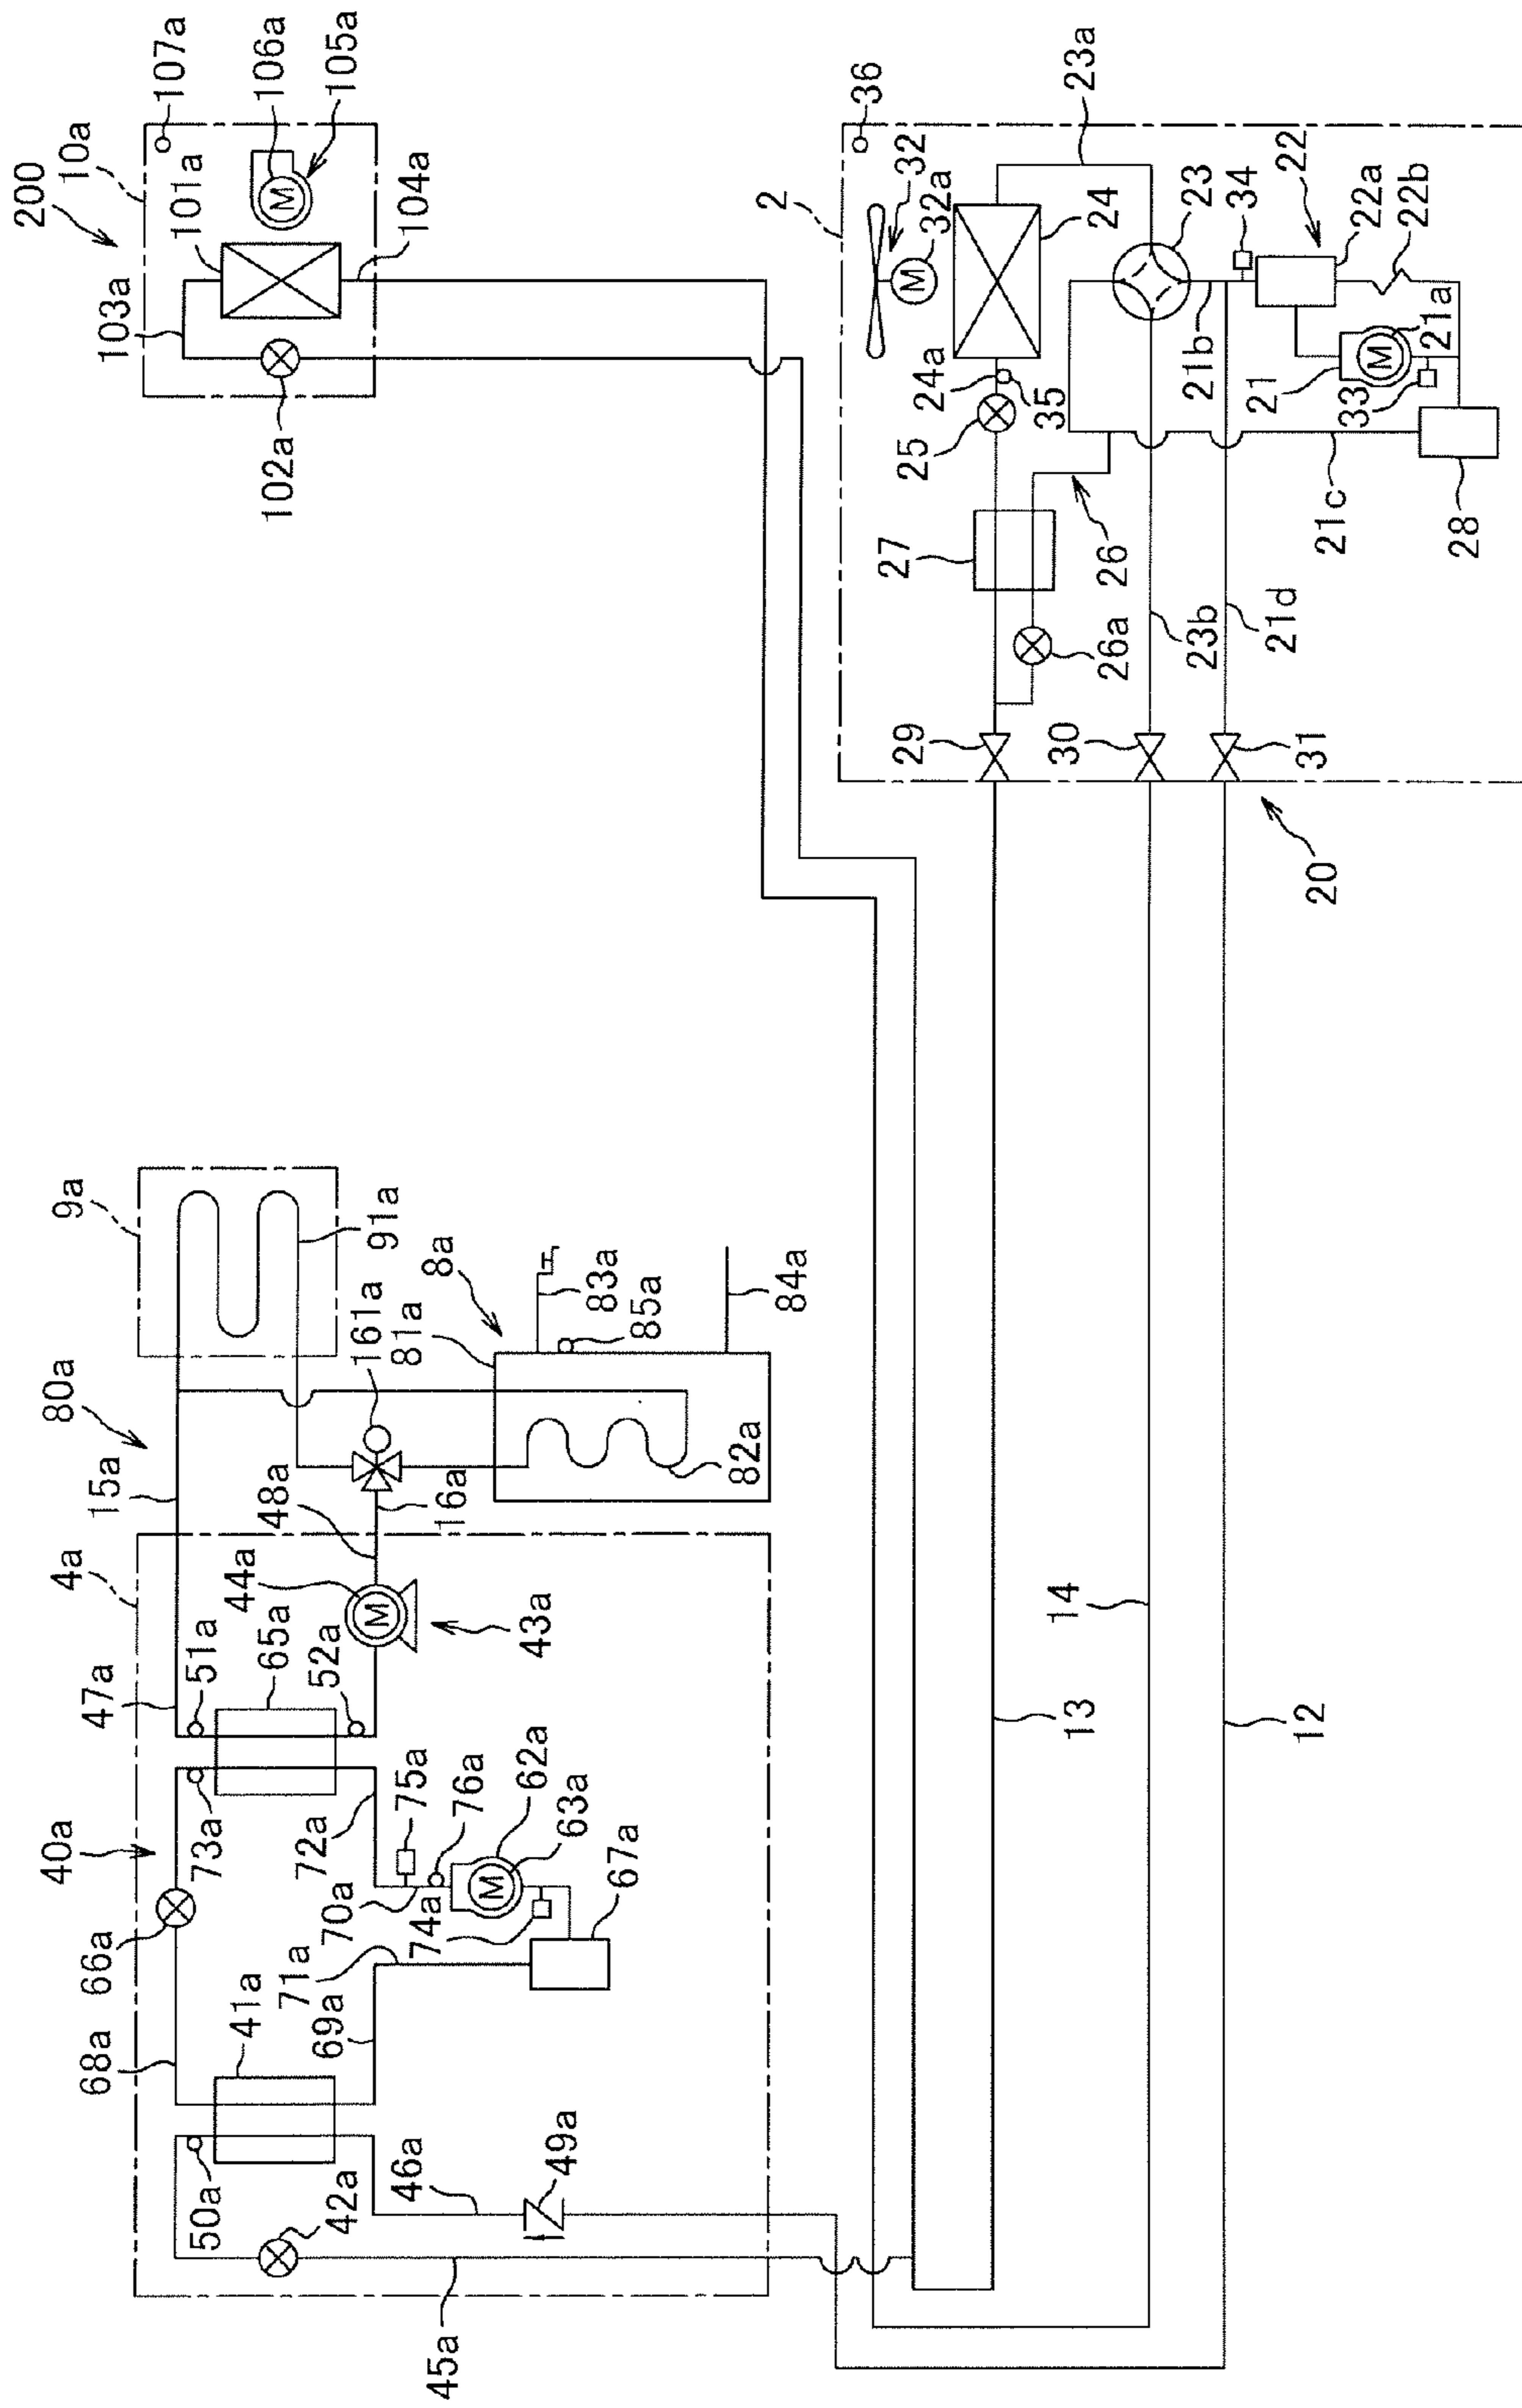 200
10a
107a
106a
105a
101a
103a
104a
102a
36
23a
2
32
32a
24
23
34
22
22a
22b
24a
35
25
21b
21
21a
33
27
26
21c
28
26a
23b
21d
29
30
31
20
9a
91a
8a
83a
85a
84a
80a
161a
81a
15a
82a
48a
16a
4a
44a
43a
47a
51a
65a
52a
14
13
12
40a
73a
72a
75a
76a
62a
63a
67a
66a
70a
74a
71a
69a
68a
41a
50a
42a
46a
49a
45a
M
M
M
M
M